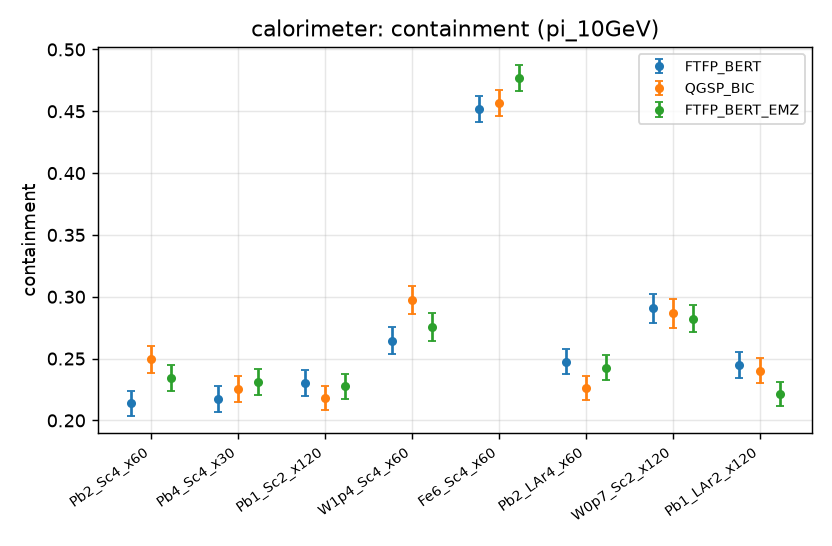 calorimeter: containment (pi_10GeV)
containment
0.50
0.45
0.40
0.35
0.30
0.25
0.20
FTFP_BERT
QGSP_BIC
FTFP_BERT_EMZ
Pb2_Sc4_x60
Pb4_Sc4_x30
Pb1_Sc2_x120
W1p4_Sc4_x60
Fe6_Sc4_x60
Pb2_LAr4_x60
W0p7_Sc2_x120
Pb1_LAr2_x120